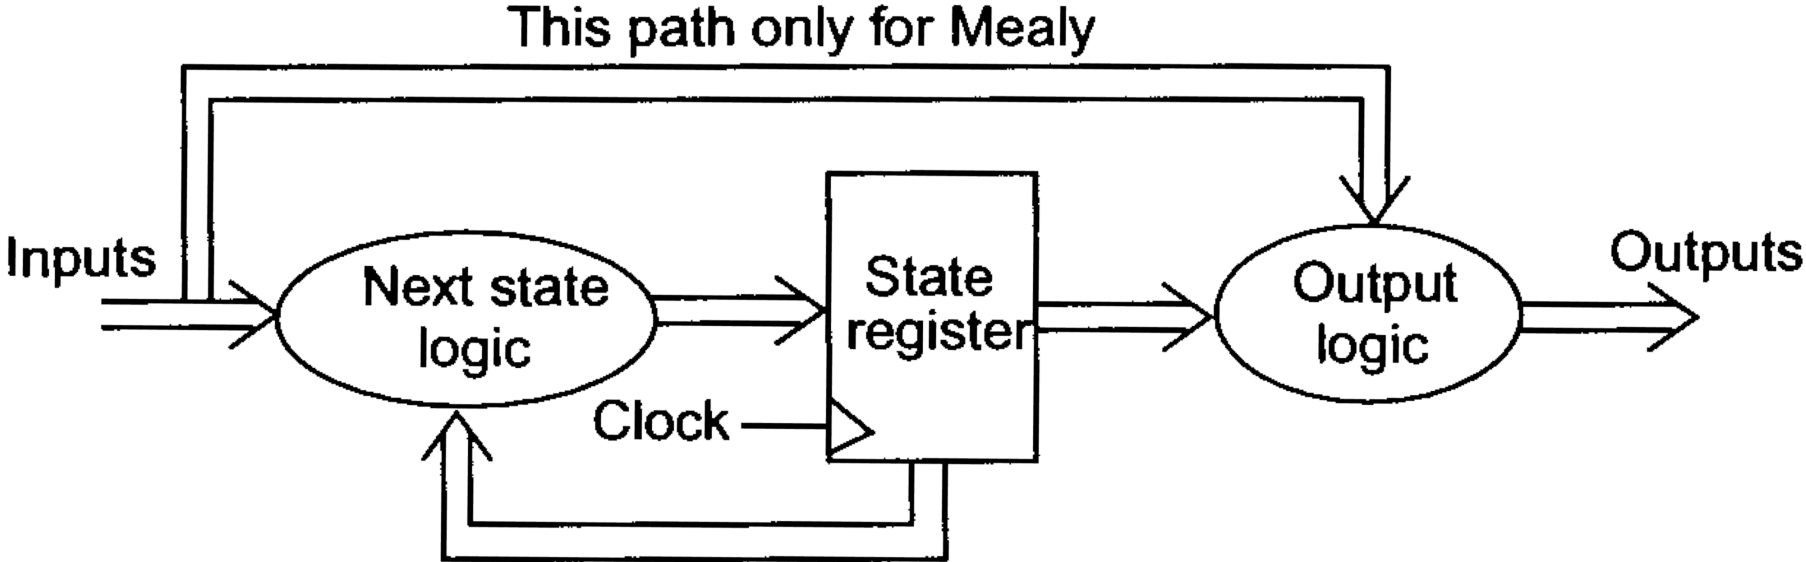 This path only for Mealy
Inputs
Next state
logic
Clock
State
register
Output
logic
Outputs